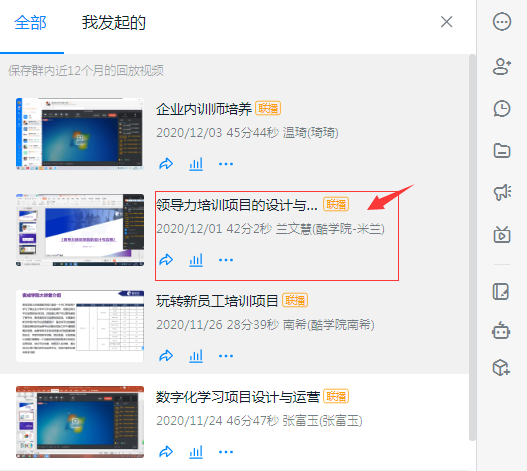 全部 我发起的
保存群内近12个月的回放视频
企业内训师培养 联播
2020/12/03 45分44秒 温琦(琦琦)
领导力培训项目的设计与... 联播
2020/12/01 42分2秒 兰文慧(酷学院-米兰)
玩转新员工培训项目 联播
2020/11/26 28分39秒 南希(酷学院南希)
数字化学习项目设计与运营 联播
2020/11/24 46分47秒 张富玉(张富玉)